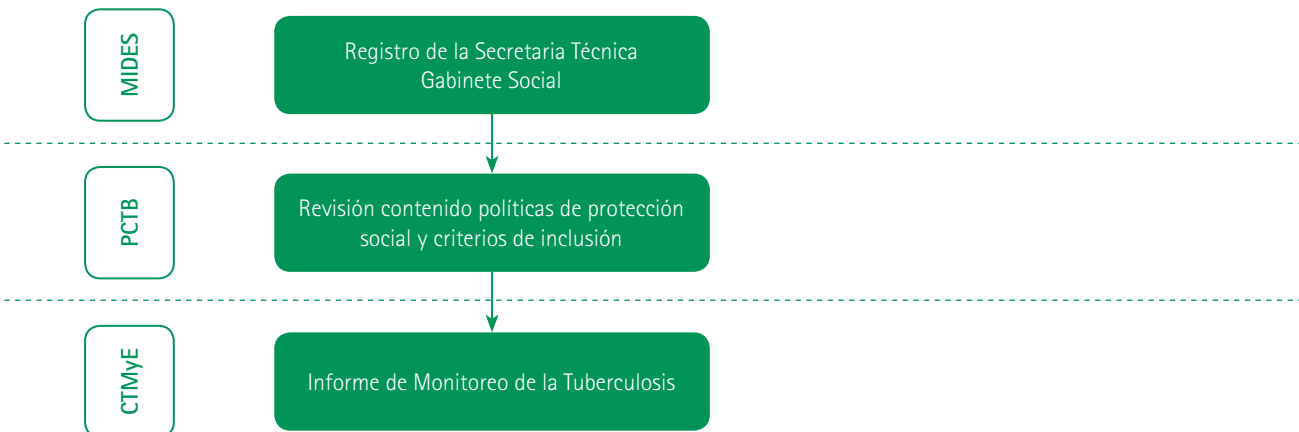 MIDES
Registro de la Secretaria Técnica
Gabinete Social
PCTB
Revisión contenido políticas de protección
social y criterios de inclusión
CTMyE
Informe de Monitoreo de la Tuberculosis